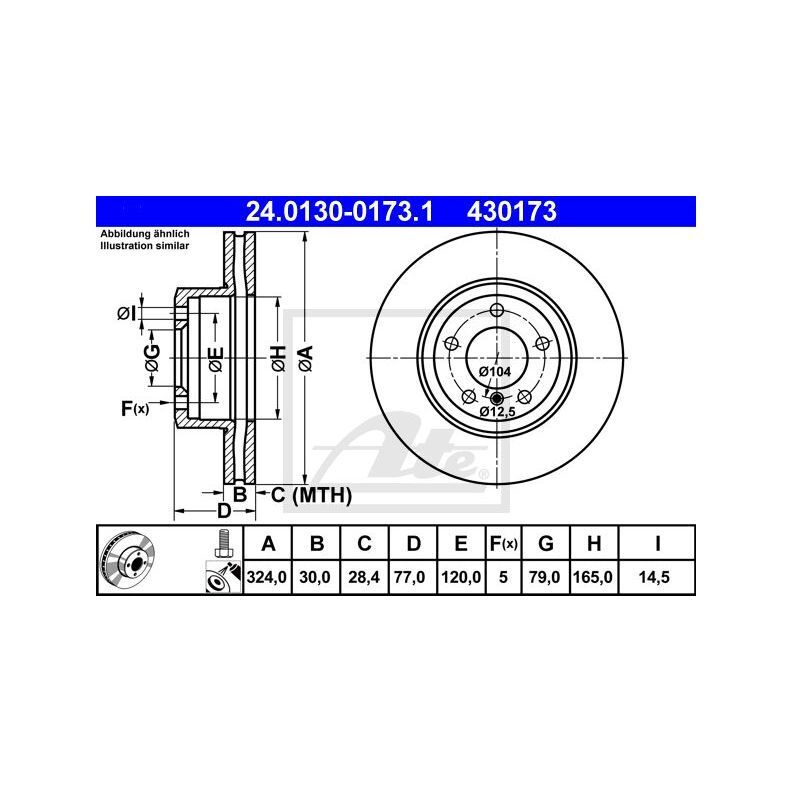 24.0130-0173.1 430173
Abbildung ähnlich
Illustration similar
ØI
ØG
ØE
ØH
ØA
F(x)
Ø104
Ø12,5
Ate®
B
C (MTH)
D
A B C D E F(x) G H I
324,0 30,0 28,4 77,0 120,0 5 79,0 165,0 14,5